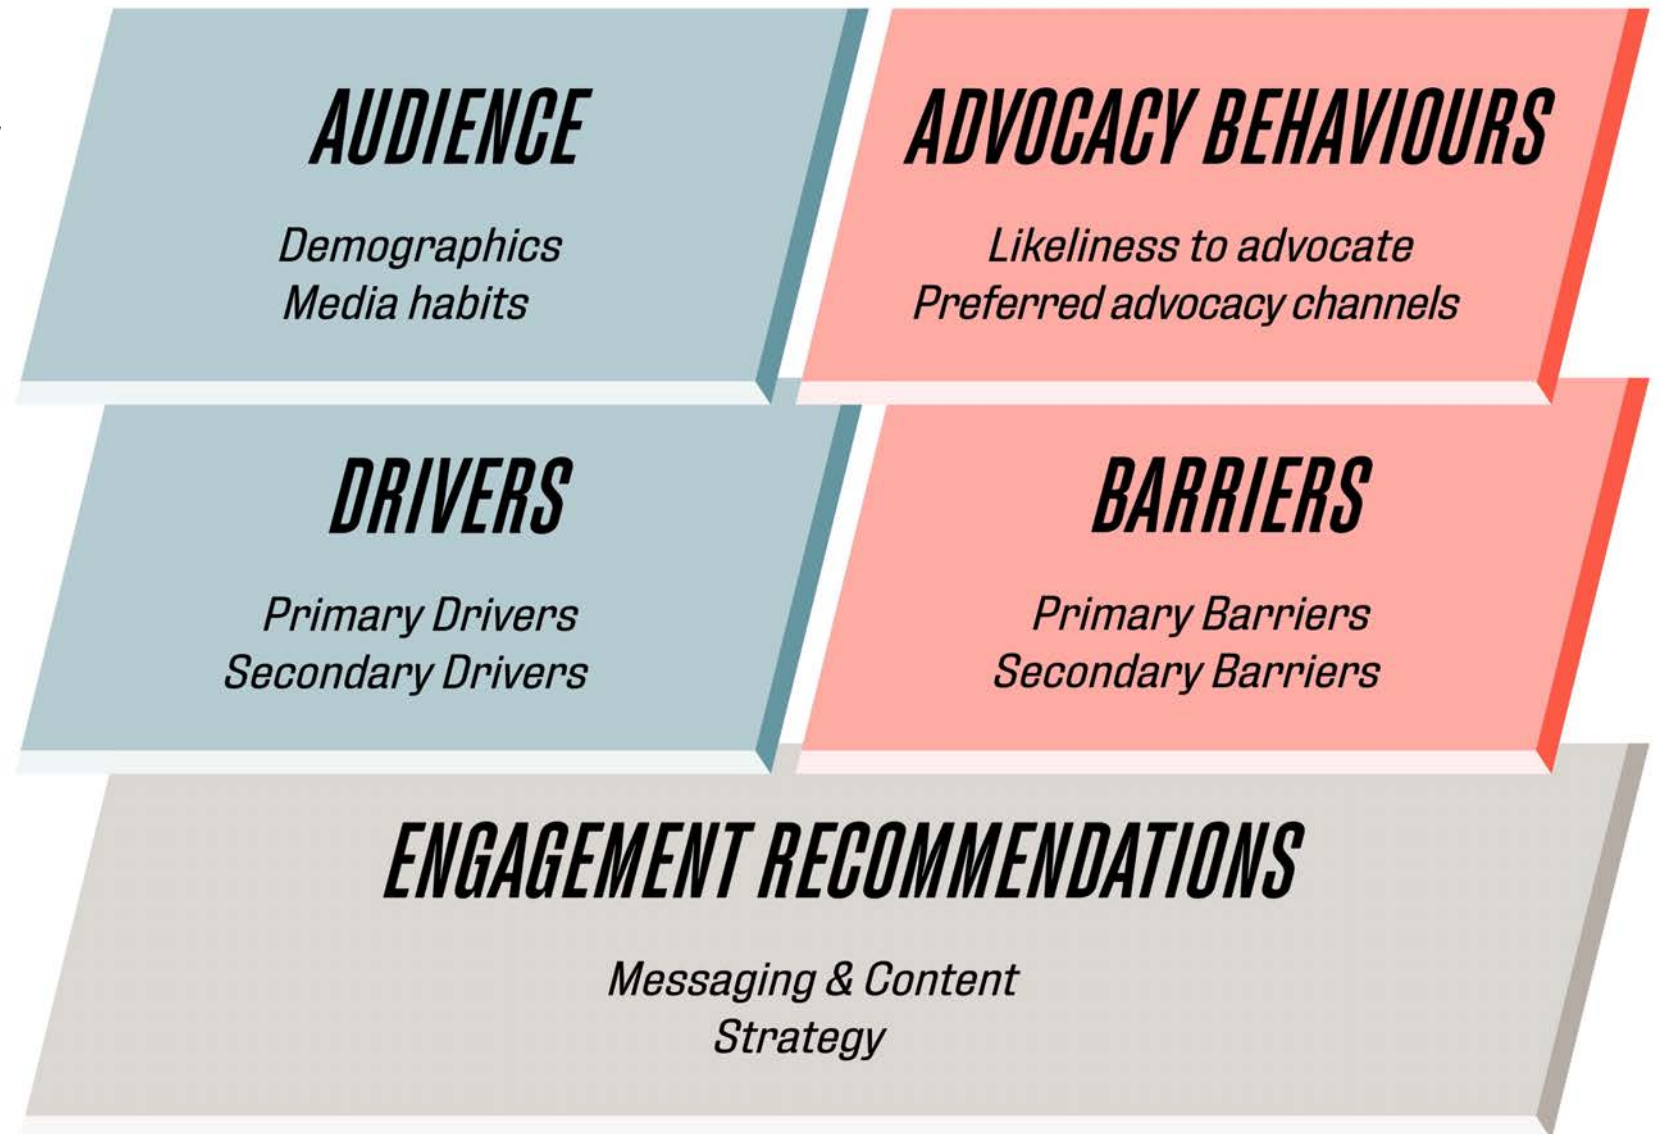 AUDIENCE
Demographics
Media habits
ADVOCACY BEHAVIOURS
Likeliness to advocate
Preferred advocacy channels
DRIVERS
Primary Drivers
Secondary Drivers
BARRIERS
Primary Barriers
Secondary Barriers
ENGAGEMENT RECOMMENDATIONS
Messaging & Content
Strategy